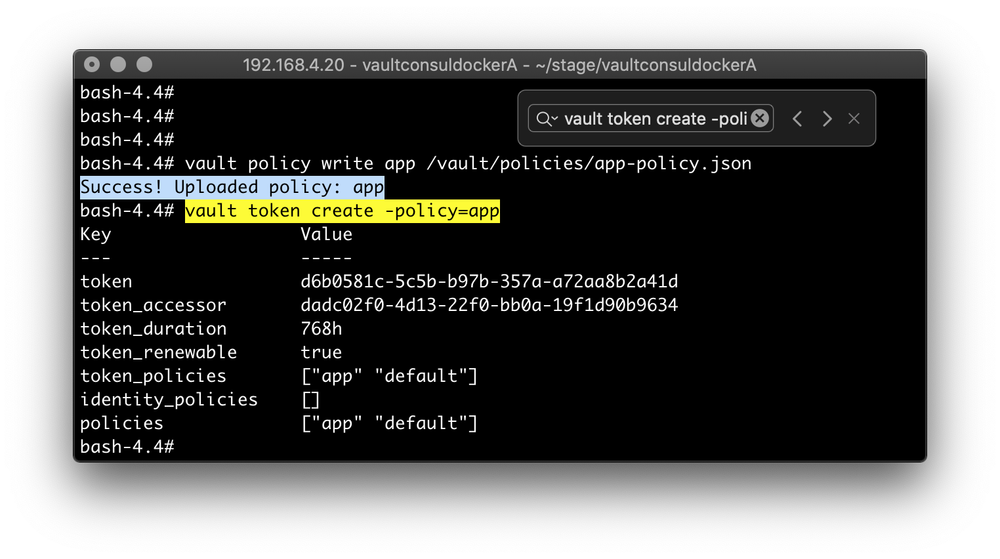 192.168.4.20 - vaultconsuldockerA - ~/stage/vaultconsuldockerA
bash-4.4#
bash-4.4#
vault token create -poli
bash-4.4#
bash-4.4# vault policy write app /vault/policies/app-policy.json
Success! Uploaded policy: app
bash-4.4# vault token create -policy=app
Key Value
--- -----
token d6b0581c-5c5b-b97b-357a-a72aa8b2a41d
token_accessor dadc02f0-4d13-22f0-bb0a-19f1d90b9634
token_duration 768h
token_renewable true
token_policies ["app" "default"]
identity_policies []
policies ["app" "default"]
bash-4.4#